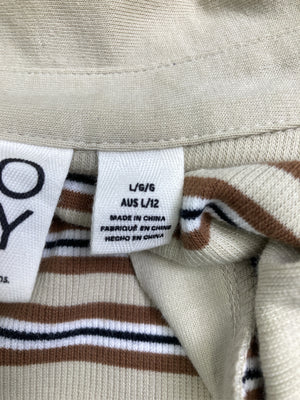 O
Y
L/G/G
AUS L/12
MADE IN CHINA
FABRIQUÉ EN CHINE
HECHO EN CHINA